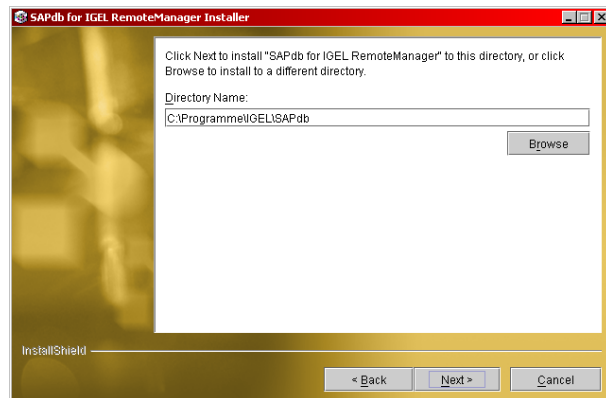 SAPdb for IGEL RemoteManager Installer
Click Next to install "SAPdb for IGEL RemoteManager" to this directory, or click
Browse to install to a different directory.
Directory Name:
C:\Programme\IGEL\SAPdb
Browse
InstallShield
< Back
Next >
Cancel